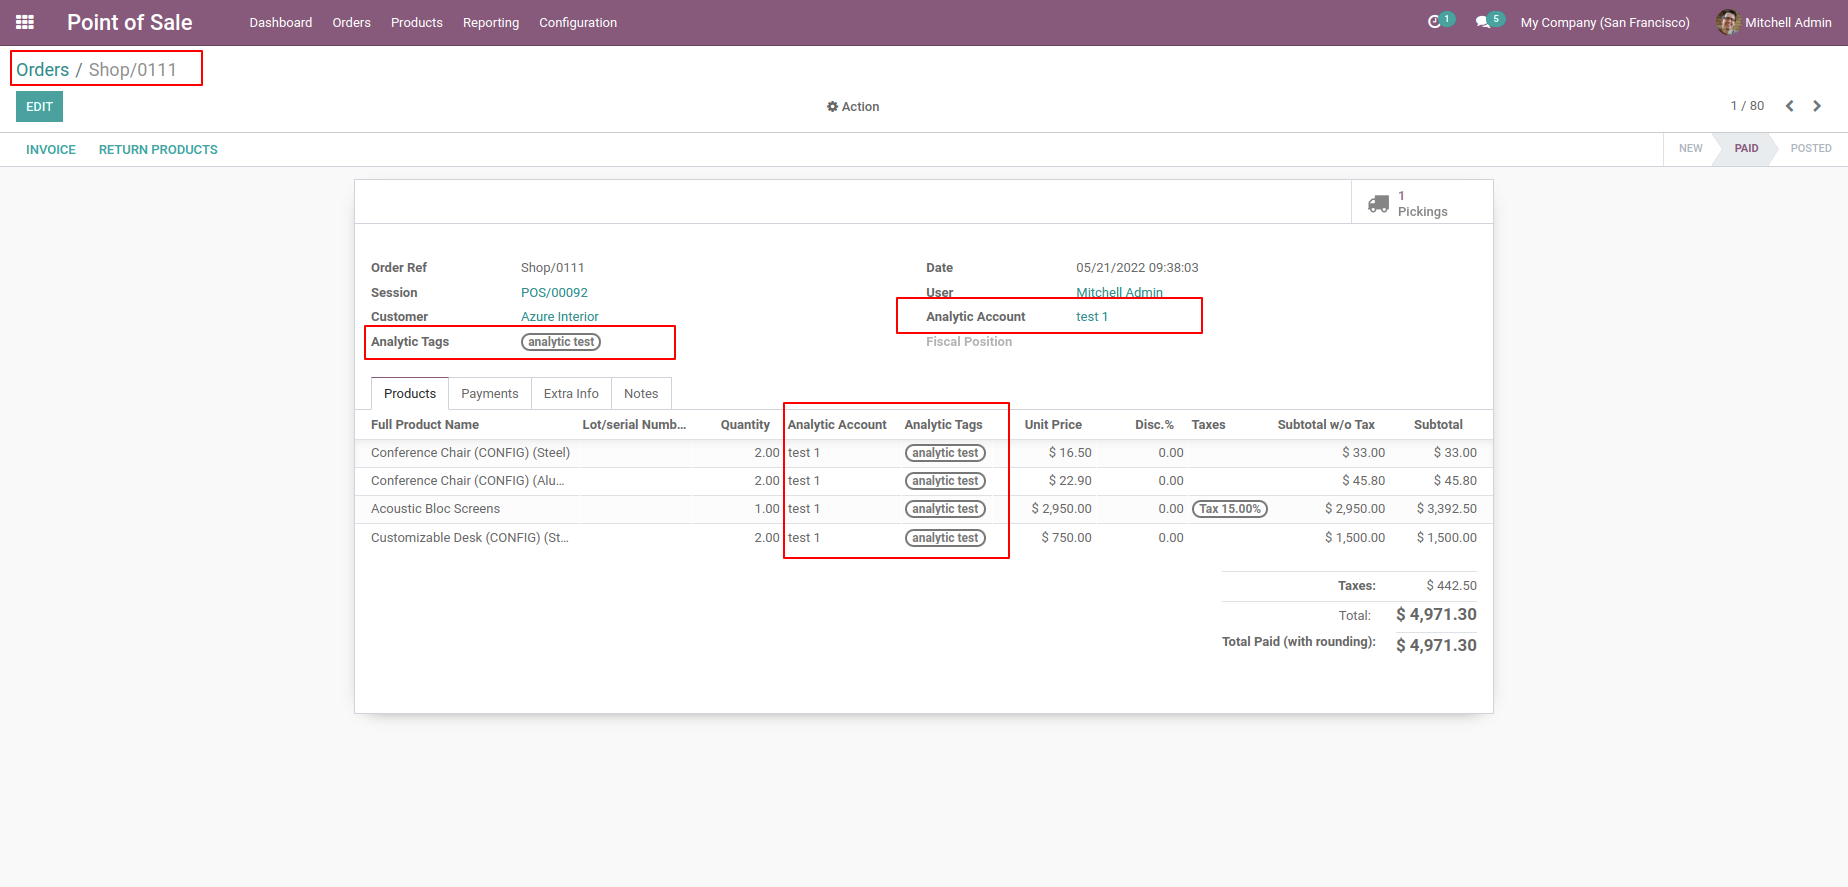 Point of Sale Dashboard Orders Products Reporting Configuration 1 5 My Company (San Francisco) Mitchell Admin
Orders / Shop/0111
EDIT Action 1 / 80
INVOICE RETURN PRODUCTS NEW PAID POSTED
1
Pickings
Order Ref Shop/0111 Date 05/21/2022 09:38:03
Session POS/00092 User Mitchell Admin
Customer Azure Interior Analytic Account test 1
Analytic Tags analytic test Fiscal Position
Products Payments Extra Info Notes
Full Product Name Lot/serial Numb... Quantity Analytic Account Analytic Tags Unit Price Disc.% Taxes Subtotal w/o Tax Subtotal
Conference Chair (CONFIG) (Steel) 2.00 test 1 analytic test $ 16.50 0.00 $ 33.00 $ 33.00
Conference Chair (CONFIG) (Alu... 2.00 test 1 analytic test $ 22.90 0.00 $ 45.80 $ 45.80
Acoustic Bloc Screens 1.00 test 1 analytic test $ 2,950.00 0.00 Tax 15.00% $ 2,950.00 $ 3,392.50
Customizable Desk (CONFIG) (St... 2.00 test 1 analytic test $ 750.00 0.00 $ 1,500.00 $ 1,500.00
Taxes: $ 442.50
Total: $ 4,971.30
Total Paid (with rounding): $ 4,971.30